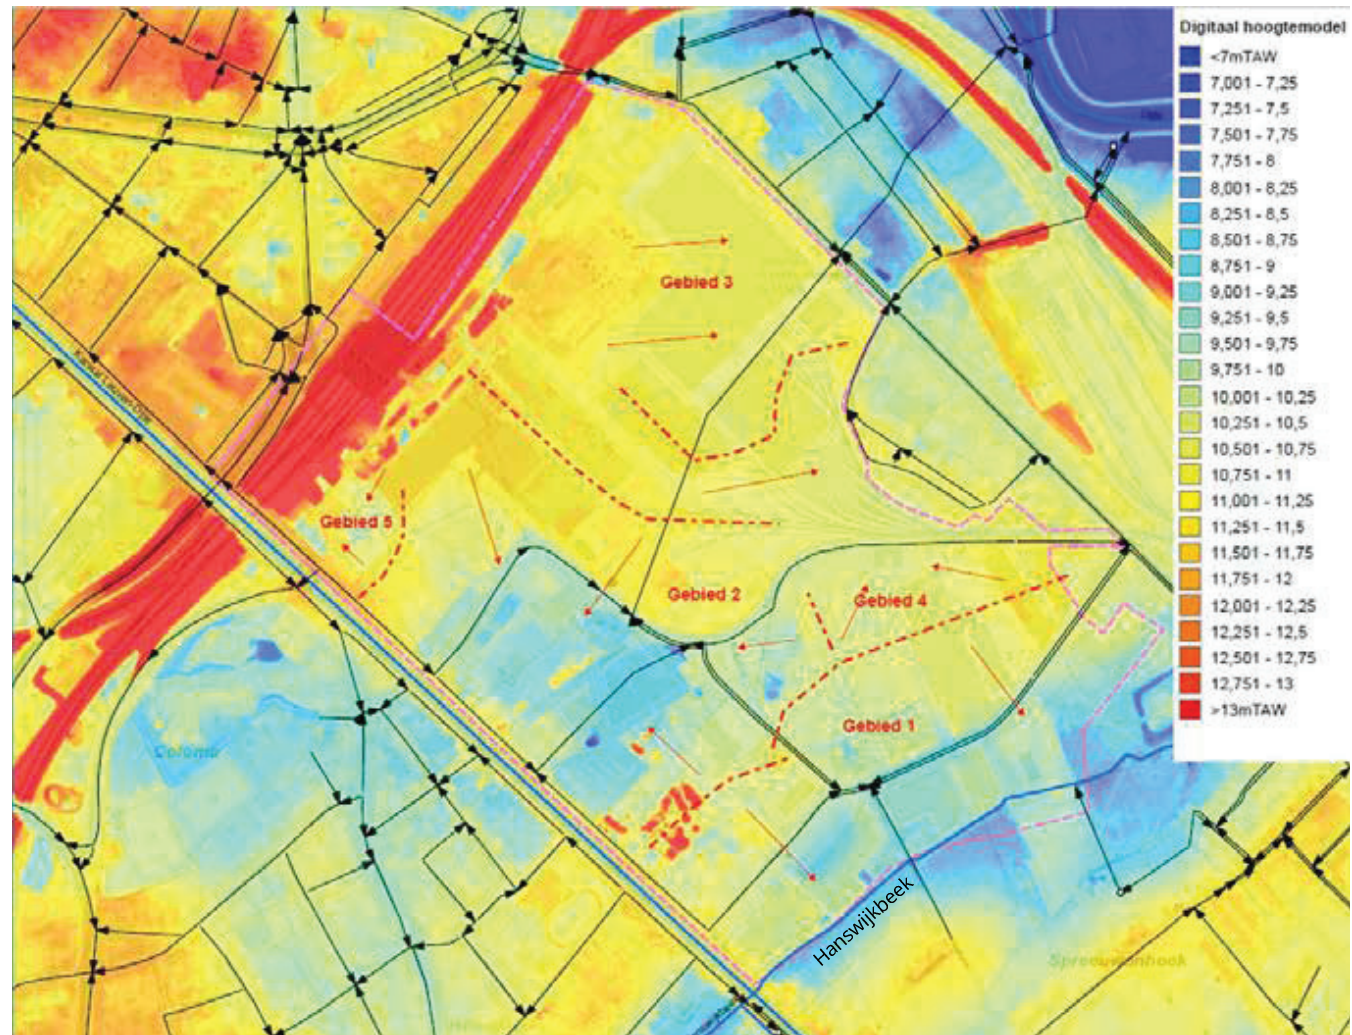 Digitaal hoogtemodel
<7mTAW
7,001 - 7,25
7,251 - 7,5
7,501 - 7,75
7,751 - 8
8,001 - 8,25
8,251 - 8,5
8,501 - 8,75
8,751 - 9
9,001 - 9,25
9,251 - 9,5
9,501 - 9,75
9,751 - 10
10,001 - 10,25
10,251 - 10,5
10,501 - 10,75
10,751 - 11
11,001 - 11,25
11,251 - 11,5
11,501 - 11,75
11,751 - 12
12,001 - 12,25
12,251 - 12,5
12,501 - 12,75
12,751 - 13
>13mTAW
Gebied 3
Gebied 5
Gebied 2
Gebied 4
Gebied 1
Coloma
Hanswijkbeek
Spreeuwenhoek